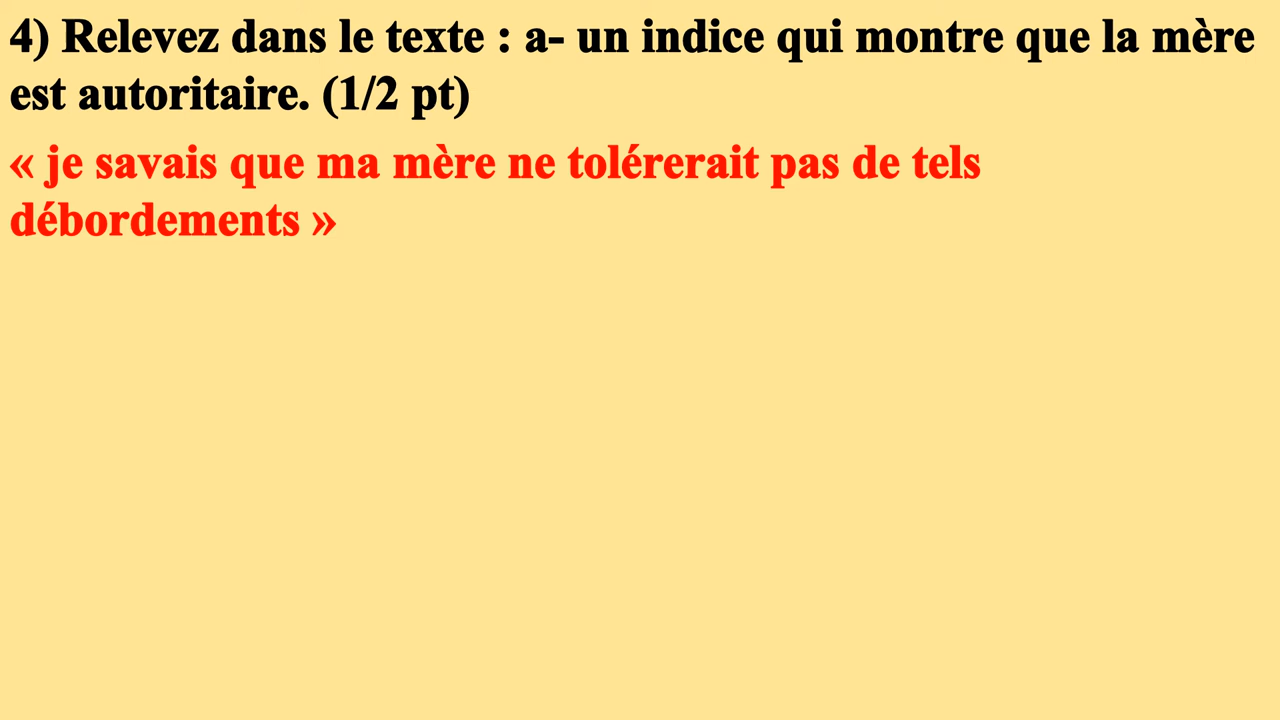 4) Relevez dans le texte : a- un indice qui montre que la mère
est autoritaire. (1/2 pt)
« je savais que ma mère ne tolérerait pas de tels
débordements »